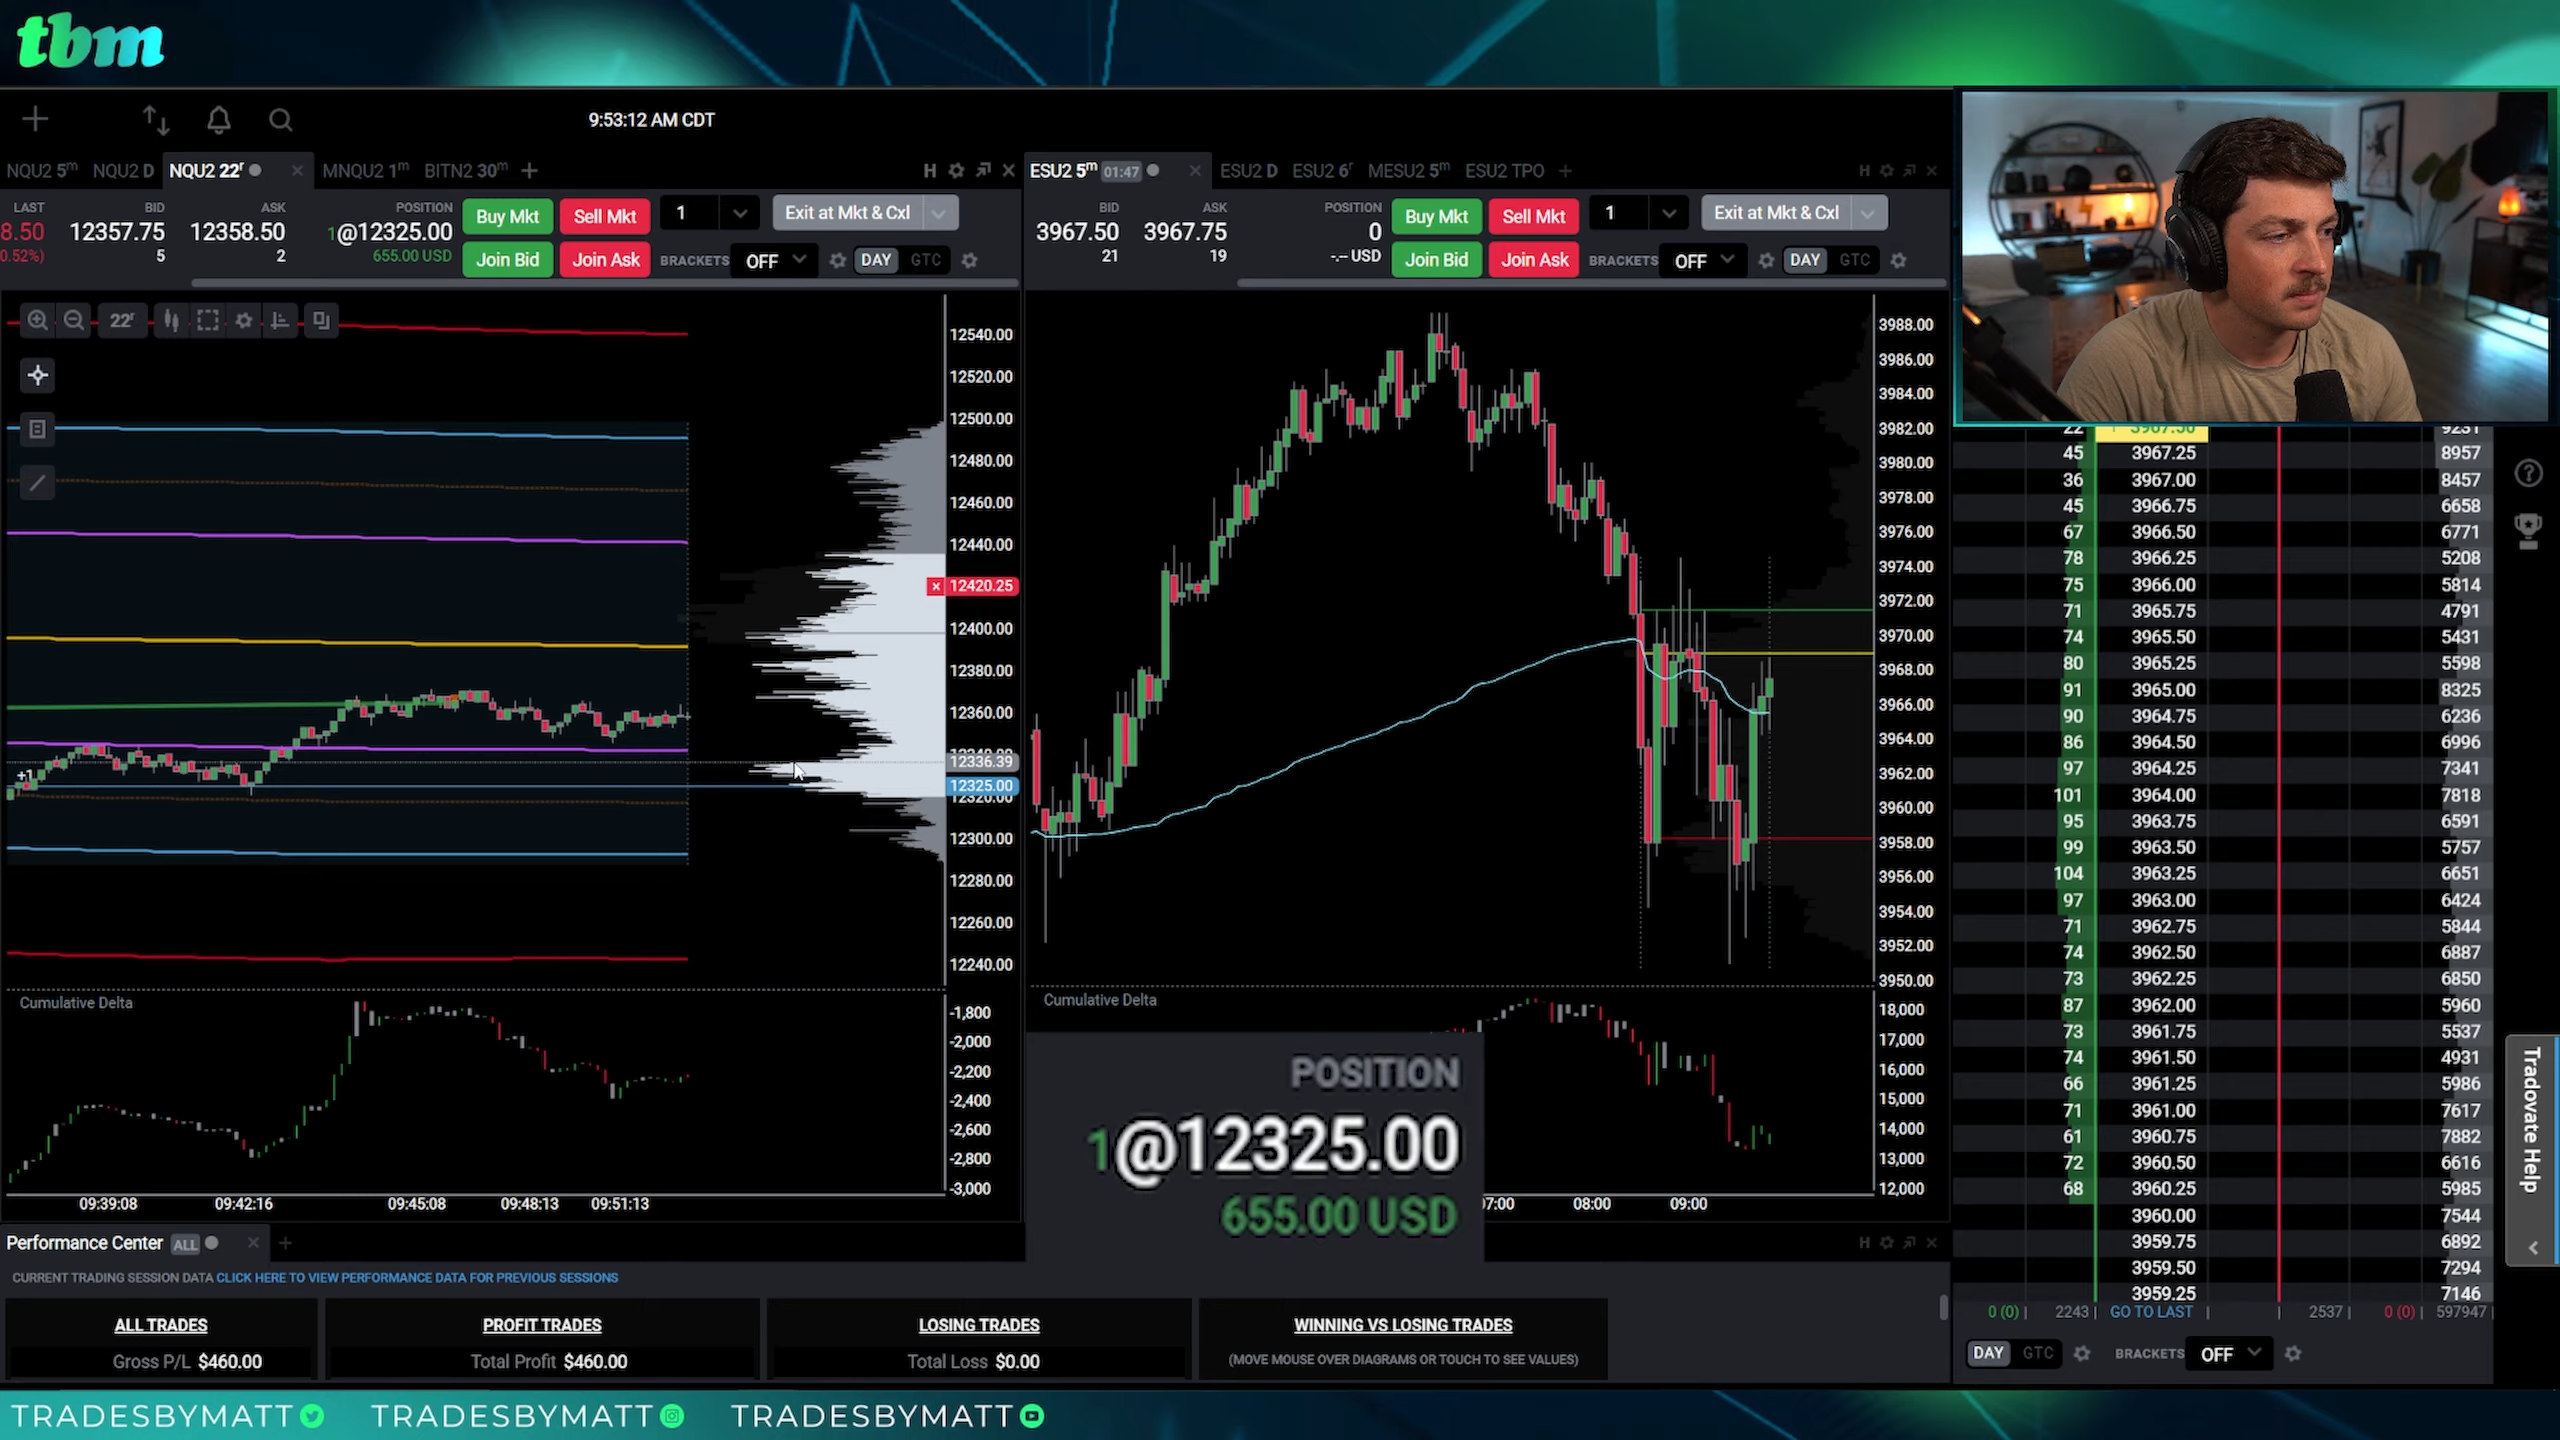 tbm
9:53:12 AM CDT
NQU2 5m NQU2 D NQU2 22r MNQU2 1m BITN2 30m
H
LAST BID ASK POSITION
8.50 12357.75 12358.50 1@12325.00
0.52%) 5 2 655.00 USD
Buy Mkt Sell Mkt 1 Exit at Mkt & Cxl
Join Bid Join Ask BRACKETS OFF DAY GTC
22r
12540.00
12520.00
12500.00
12480.00
12460.00
12440.00
12420.25
12400.00
12380.00
12360.00
12336.39
12325.00
12300.00
12280.00
12260.00
12240.00
+1
Cumulative Delta
-1,800
-2,000
-2,200
-2,400
-2,600
-2,800
-3,000
09:39:08 09:42:16 09:45:08 09:48:13 09:51:13
ESU2 5m 01:47 ESU2 D ESU2 6r MESU2 5m ESU2 TPO
H
BID ASK POSITION
3967.50 3967.75 0
21 19 -.-- USD
Buy Mkt Sell Mkt 1 Exit at Mkt & Cxl
Join Bid Join Ask BRACKETS OFF DAY GTC
3988.00
3986.00
3984.00
3982.00
3980.00
3978.00
3976.00
3974.00
3972.00
3970.00
3968.00
3966.00
3964.00
3962.00
3960.00
3958.00
3956.00
3954.00
3952.00
3950.00
Cumulative Delta
18,000
17,000
16,000
15,000
14,000
13,000
12,000
08:00 09:00
POSITION
1@12325.00
655.00 USD
45 3967.25 8957
36 3967.00 8457
45 3966.75 6658
67 3966.50 6771
78 3966.25 5208
75 3966.00 5814
71 3965.75 4791
74 3965.50 5431
80 3965.25 5598
91 3965.00 8325
90 3964.75 6236
86 3964.50 6996
97 3964.25 7341
101 3964.00 7818
95 3963.75 6591
99 3963.50 5757
104 3963.25 6651
97 3963.00 6424
71 3962.75 5844
74 3962.50 6887
73 3962.25 6850
87 3962.00 5960
73 3961.75 5537
74 3961.50 4931
66 3961.25 5986
71 3961.00 7617
61 3960.75 7882
72 3960.50 6616
68 3960.25 5985
3960.00 7544
3959.75 6892
3959.50 7294
3959.25 7146
0 (0) 2243 GO TO LAST 2537 0 (0) 597947
DAY GTC BRACKETS OFF
Tradovate Help
Performance Center ALL
H
CURRENT TRADING SESSION DATA CLICK HERE TO VIEW PERFORMANCE DATA FOR PREVIOUS SESSIONS
ALL TRADES PROFIT TRADES LOSING TRADES WINNING VS LOSING TRADES
Gross P/L $460.00 Total Profit $460.00 Total Loss $0.00 (MOVE MOUSE OVER DIAGRAMS OR TOUCH TO SEE VALUES)
TRADESBYMATT TRADESBYMATT TRADESBYMATT